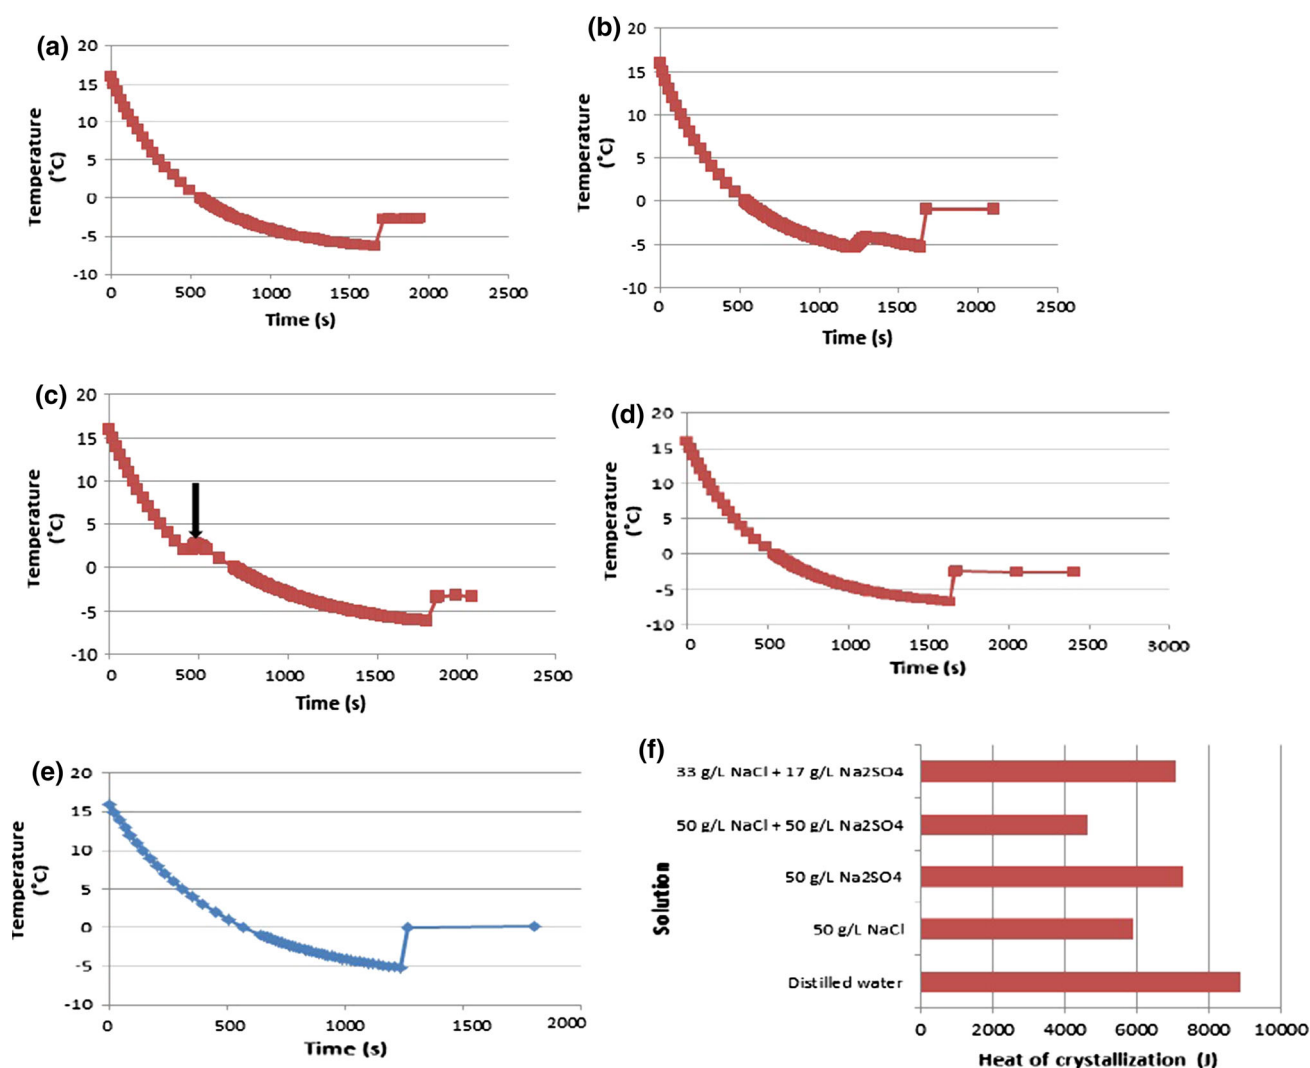 (a)
20
15
10
5
0
-5
-10
0 500 1000 1500 2000 2500
Temperature
(°C)
Time (s)
(b)
20
15
10
5
0
-5
-10
0 500 1000 1500 2000 2500
Temperature
(°C)
Time (s)
(c)
20
15
10
5
0
-5
-10
0 500 1000 1500 2000 2500
Temperature
(°C)
Time (s)
(d)
20
15
10
5
0
-5
-10
0 500 1000 1500 2000 2500 3000
Temperature
(°C)
Time (s)
(e)
20
15
10
5
0
-5
-10
0 500 1000 1500 2000
Temperature
(°C)
Time (s)
(f)
33 g/L NaCl + 17 g/L Na2SO4
50 g/L NaCl + 50 g/L Na2SO4
50 g/L Na2SO4
50 g/L NaCl
Distilled water
Solution
0 2000 4000 6000 8000 10000
Heat of crystallization (J)